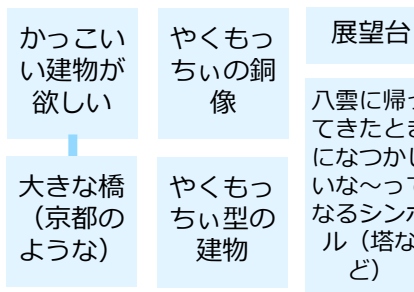 かっこい
い建物が
欲しい
大きな橋
（京都の
ような）
やくもっ
ちぃの銅
像
やくもっ
ちぃ型の
建物
展望台
八雲に帰っ
てきたとき
になつかし
いな～って
なるシンボ
ル（塔な
ど）